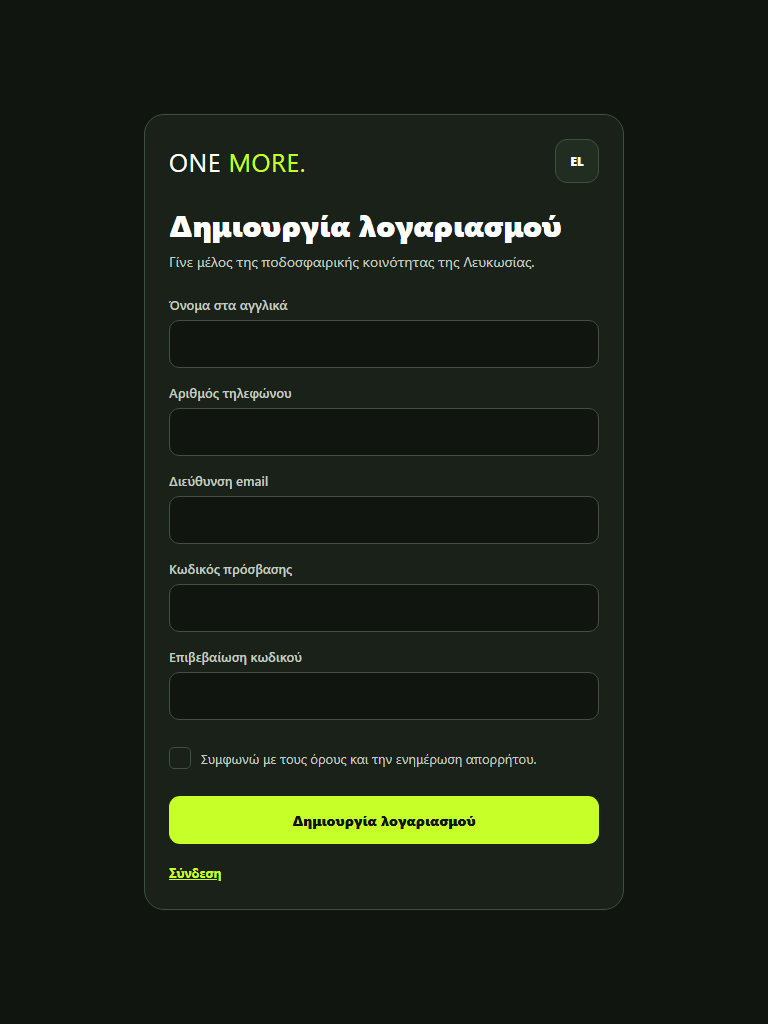 ONE MORE.
EL
Δημιουργία λογαριασμού
Γίνε μέλος της ποδοσφαιρικής κοινότητας της Λευκωσίας.
Όνομα στα αγγλικά
Αριθμός τηλεφώνου
Διεύθυνση email
Κωδικός πρόσβασης
Επιβεβαίωση κωδικού
Συμφωνώ με τους όρους και την ενημέρωση απορρήτου.
Δημιουργία λογαριασμού
Σύνδεση